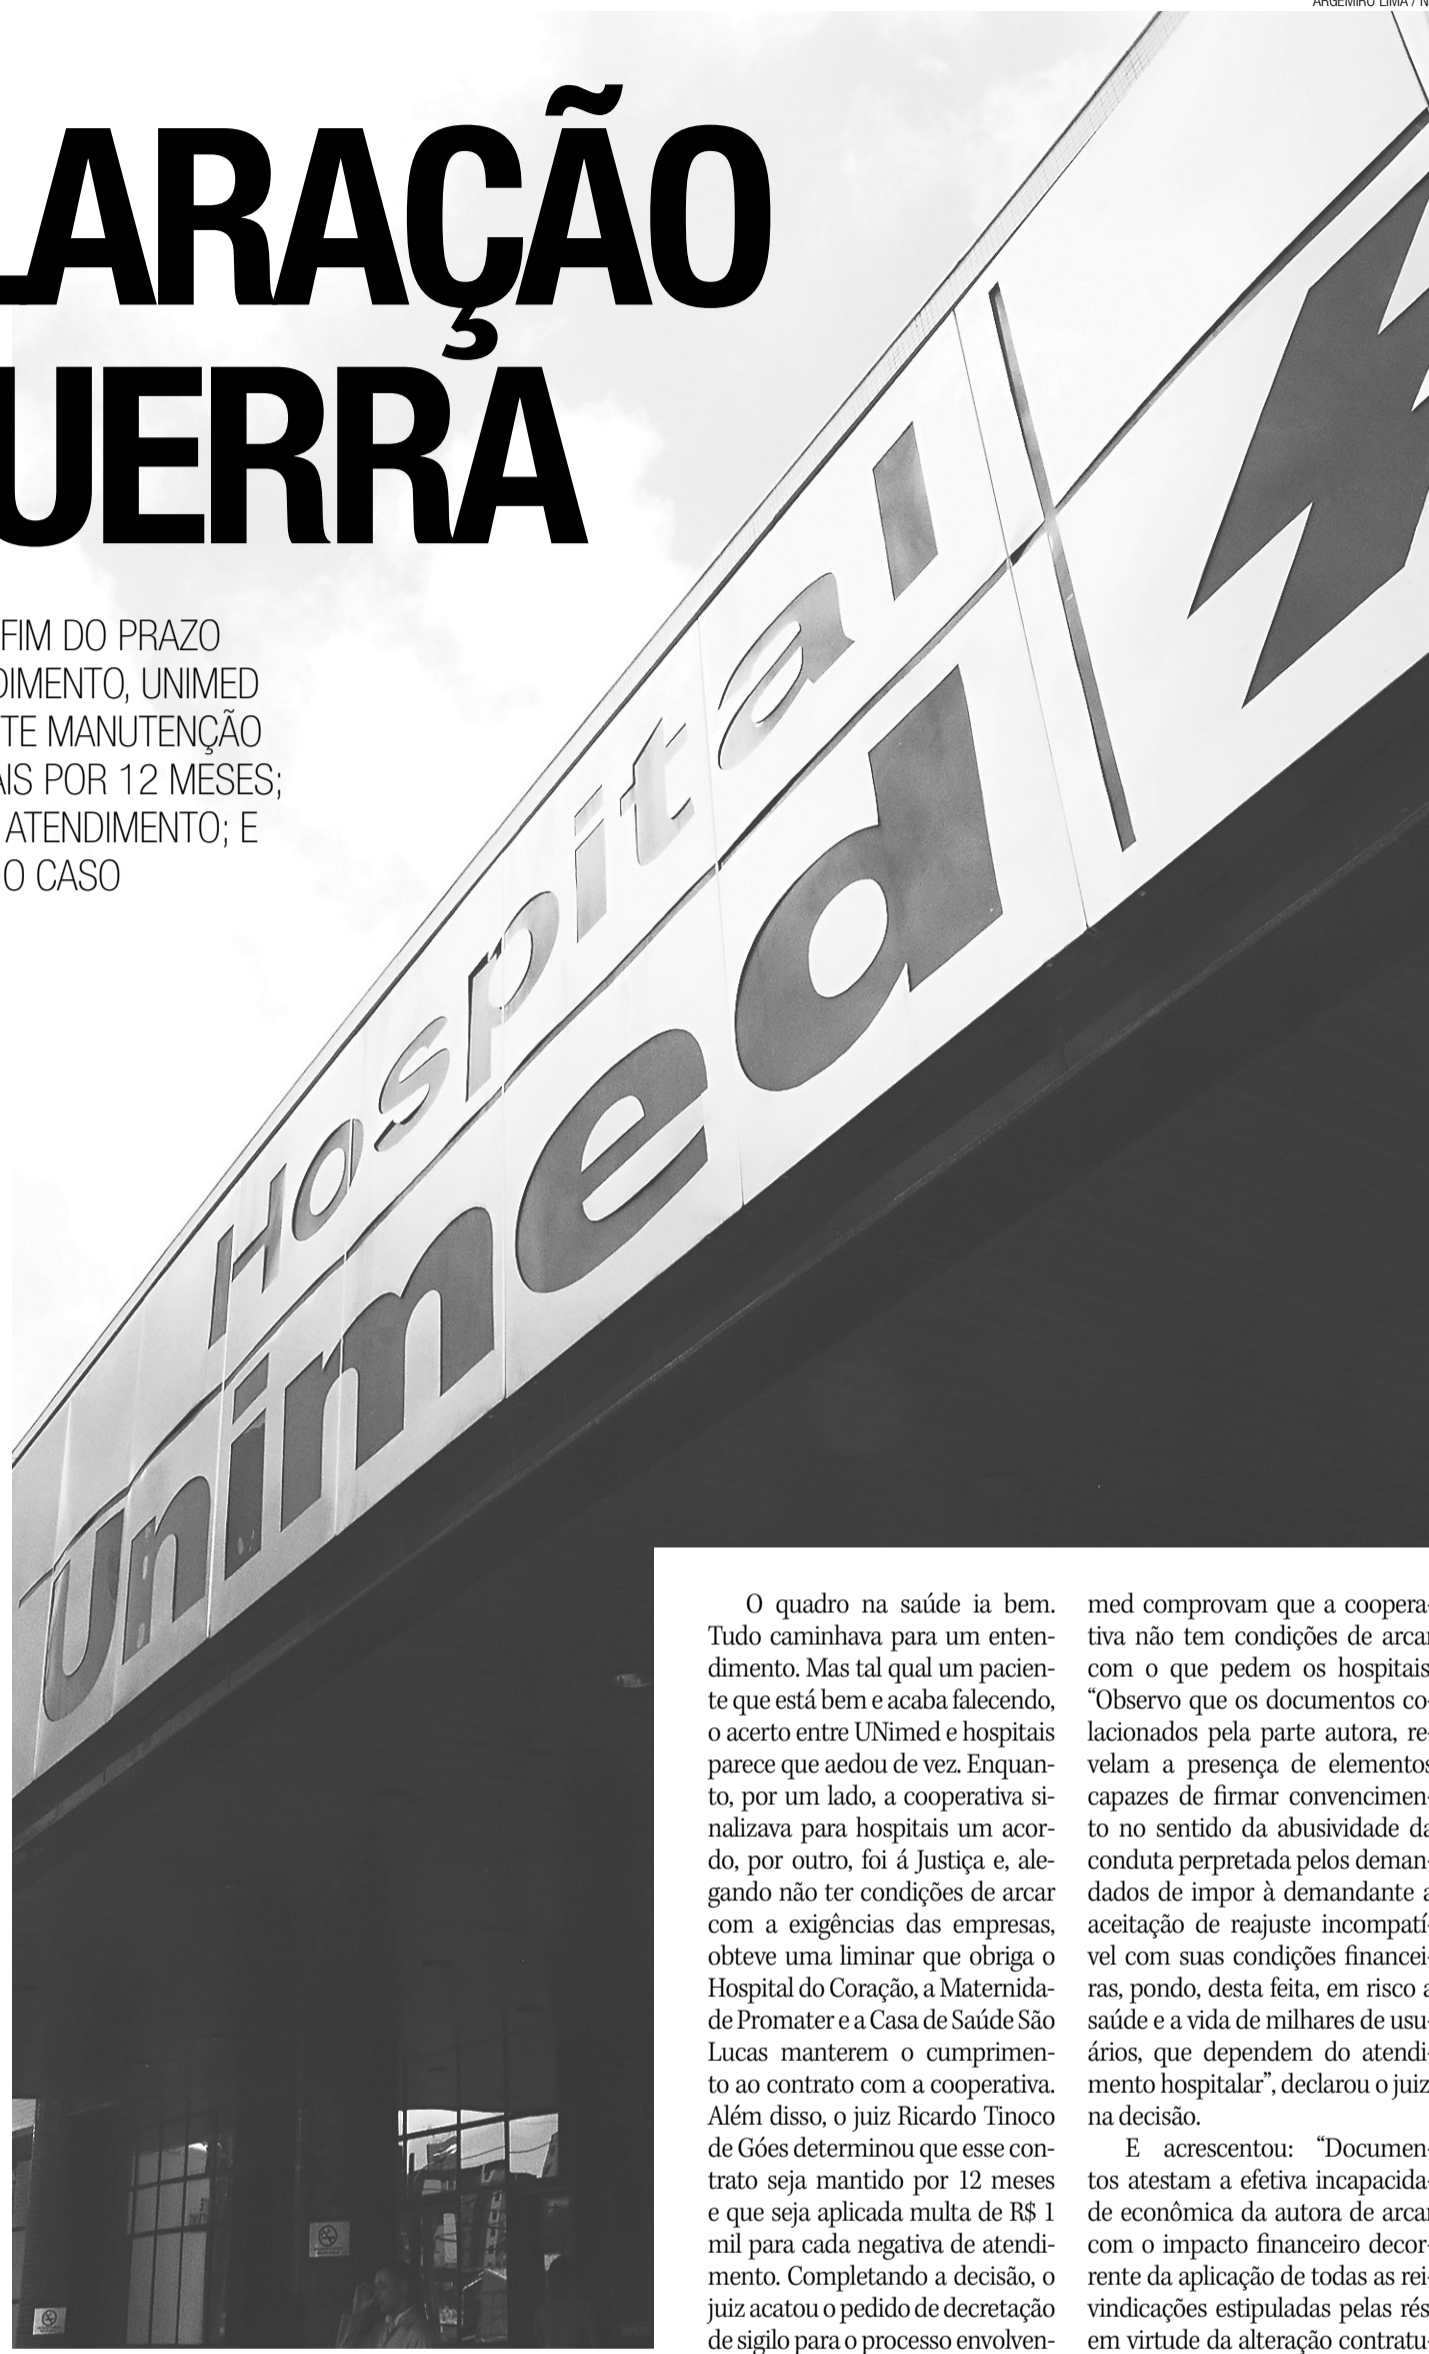 ARGEMIRO LIMA / N
LARAÇÃO
UERRA
FIM DO PRAZO
DIMENTO, UNIMED
TE MANUTENÇÃO
AIS POR 12 MESES;
ATENDIMENTO; E
O CASO
Hospital
Unimed
O quadro na saúde ia bem.
Tudo caminhava para um enten-
dimento. Mas tal qual um pacien-
te que está bem e acaba falecendo,
o acerto entre UNimed e hospitais
parece que aedou de vez. Enquan-
to, por um lado, a cooperativa si-
nalizava para hospitais um acor-
do, por outro, foi á Justiça e, ale-
gando não ter condições de arcar
com a exigências das empresas,
obteve uma liminar que obriga o
Hospital do Coração, a Maternida-
de Promater e a Casa de Saúde São
Lucas manterem o cumprimen-
to ao contrato com a cooperativa.
Além disso, o juiz Ricardo Tinoco
de Góes determinou que esse con-
trato seja mantido por 12 meses
e que seja aplicada multa de R$ 1
mil para cada negativa de atendi-
mento. Completando a decisão, o
juiz acatou o pedido de decretação
de sigilo para o processo envolven-
med comprovam que a coopera-
tiva não tem condições de arcar
com o que pedem os hospitais
“Observo que os documentos co-
lacionados pela parte autora, re-
velam a presença de elementos
capazes de firmar convencimen-
to no sentido da abusividade da
conduta perpretada pelos deman-
dados de impor à demandante a
aceitação de reajuste incompatí-
vel com suas condições financei-
ras, pondo, desta feita, em risco a
saúde e a vida de milhares de usu-
ários, que dependem do atendi-
mento hospitalar”, declarou o juiz
na decisão.
E acrescentou: “Documen-
tos atestam a efetiva incapacida-
de econômica da autora de arcar
com o impacto financeiro decor-
rente da aplicação de todas as rei-
vindicações estipuladas pelas rés
em virtude da alteração contratu-